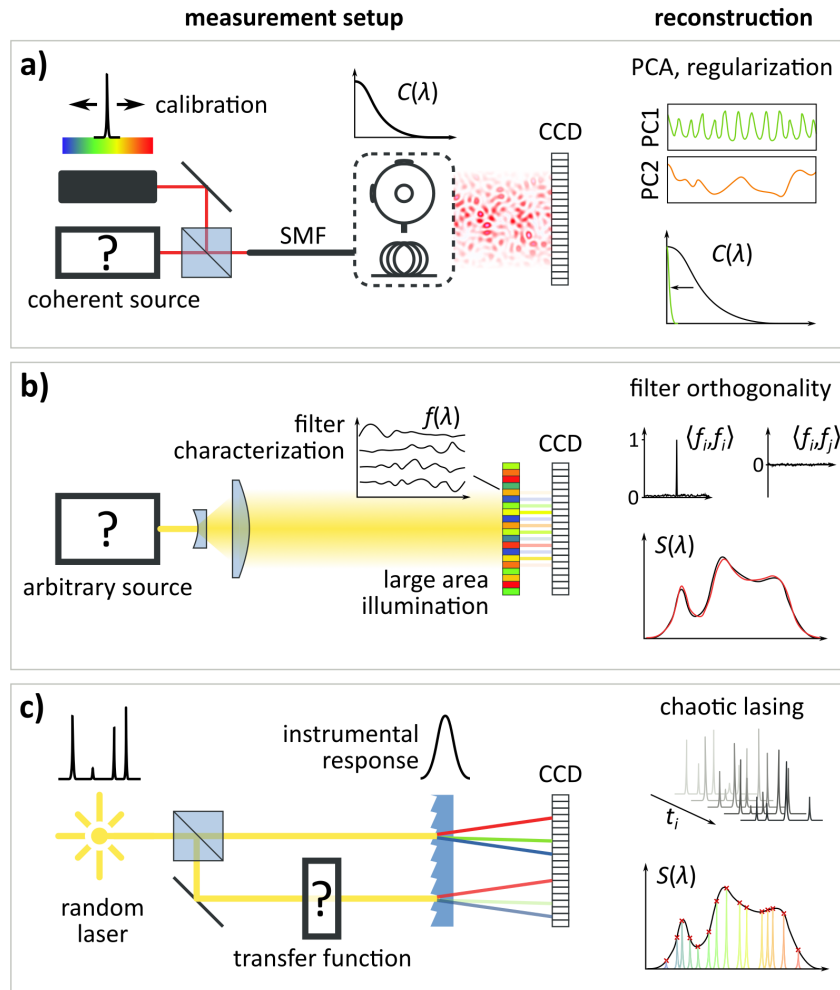 measurement setup
reconstruction
a)
calibration
?
coherent source
SMF
C(λ)
CCD
PCA, regularization
PC1
PC2
C(λ)
b)
?
arbitrary source
filter
characterization
f(λ)
CCD
large area
illumination
filter orthogonality
1
0
⟨fi,fi⟩
0
⟨fi,fj⟩
S(λ)
c)
random
laser
?
transfer function
instrumental
response
CCD
chaotic lasing
ti
S(λ)